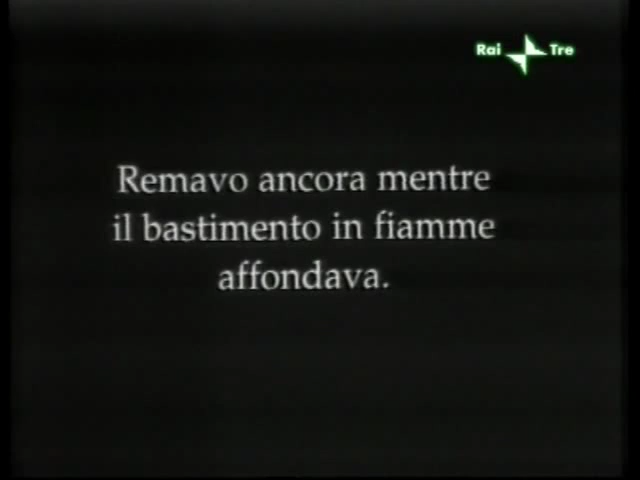 Rai Tre
Remavo ancora mentre
il bastimento in fiamme
affondava.